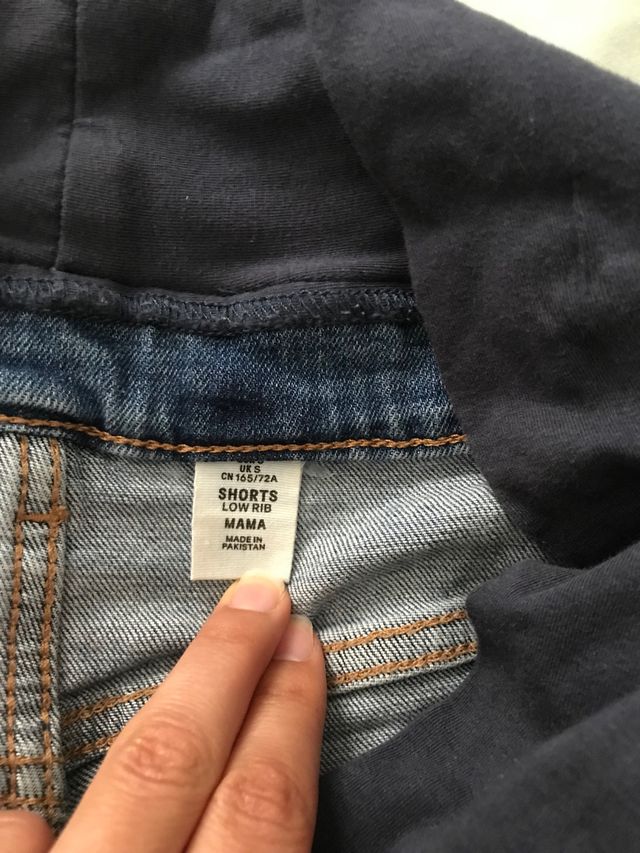 UK S
CN 165/72A
SHORTS
LOW RIB
MAMA
MADE IN
PAKISTAN